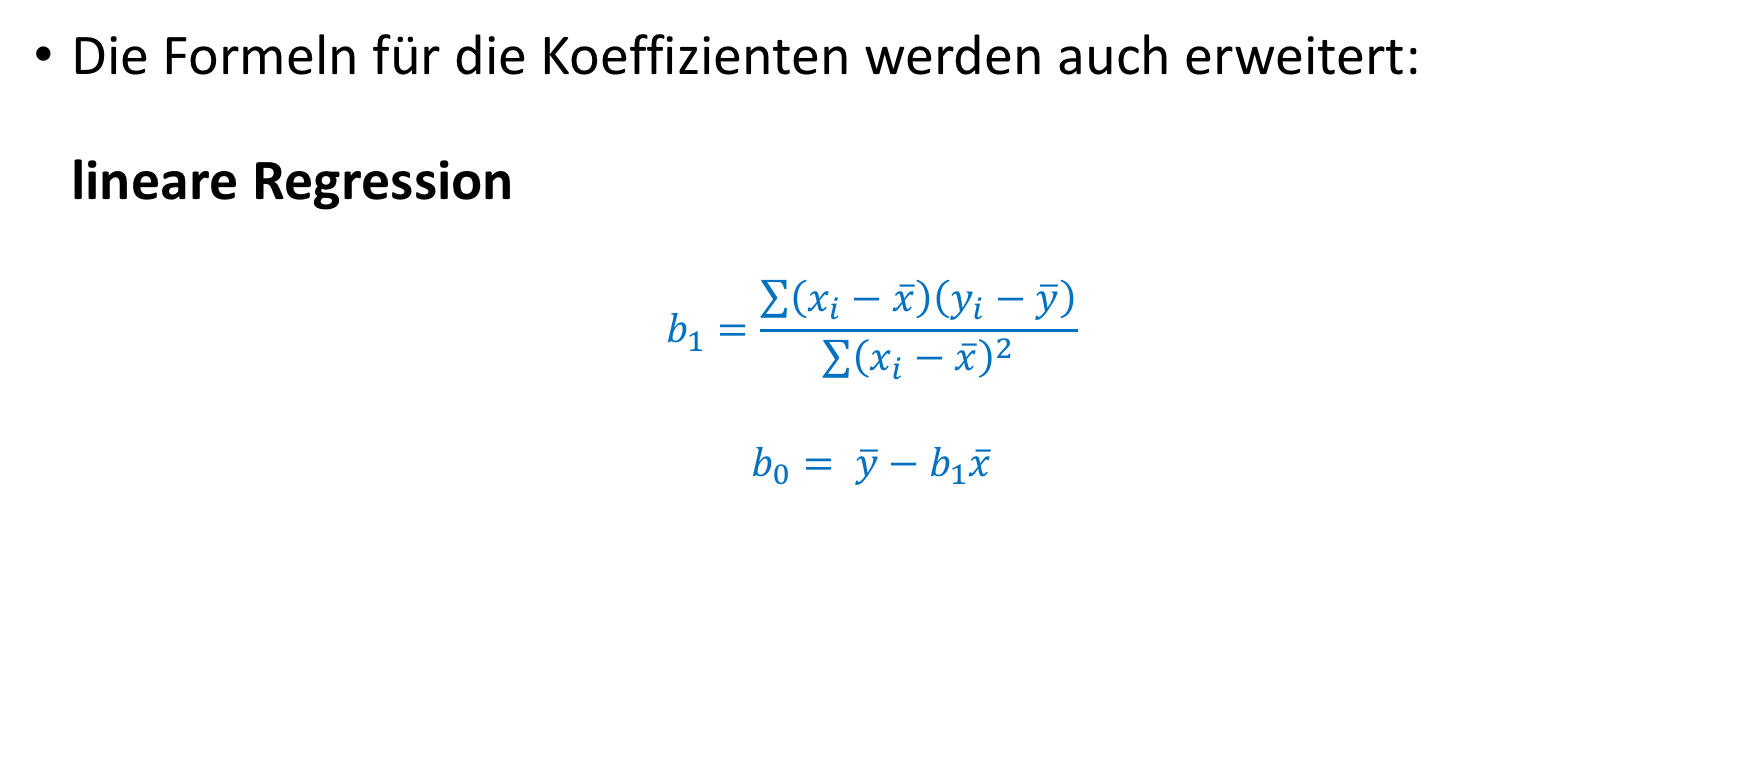 • Die Formeln für die Koeffizienten werden auch erweitert:
lineare Regression
b₁ = ∑(xᵢ − x̄)(yᵢ − ȳ) / ∑(xᵢ − x̄)²
b₀ = ȳ − b₁x̄